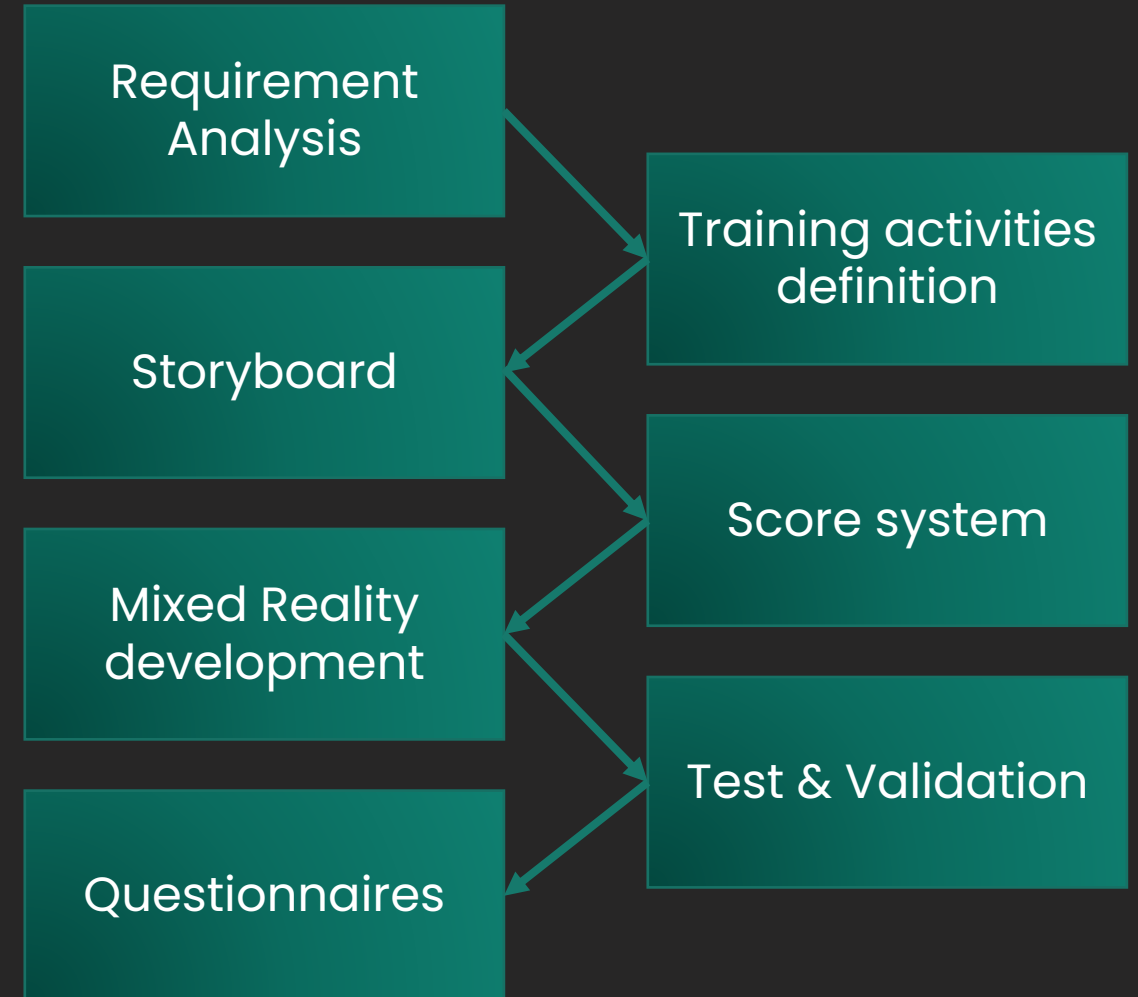 Requirement
Analysis
Training activities
definition
Storyboard
Score system
Mixed Reality
development
Test & Validation
Questionnaires